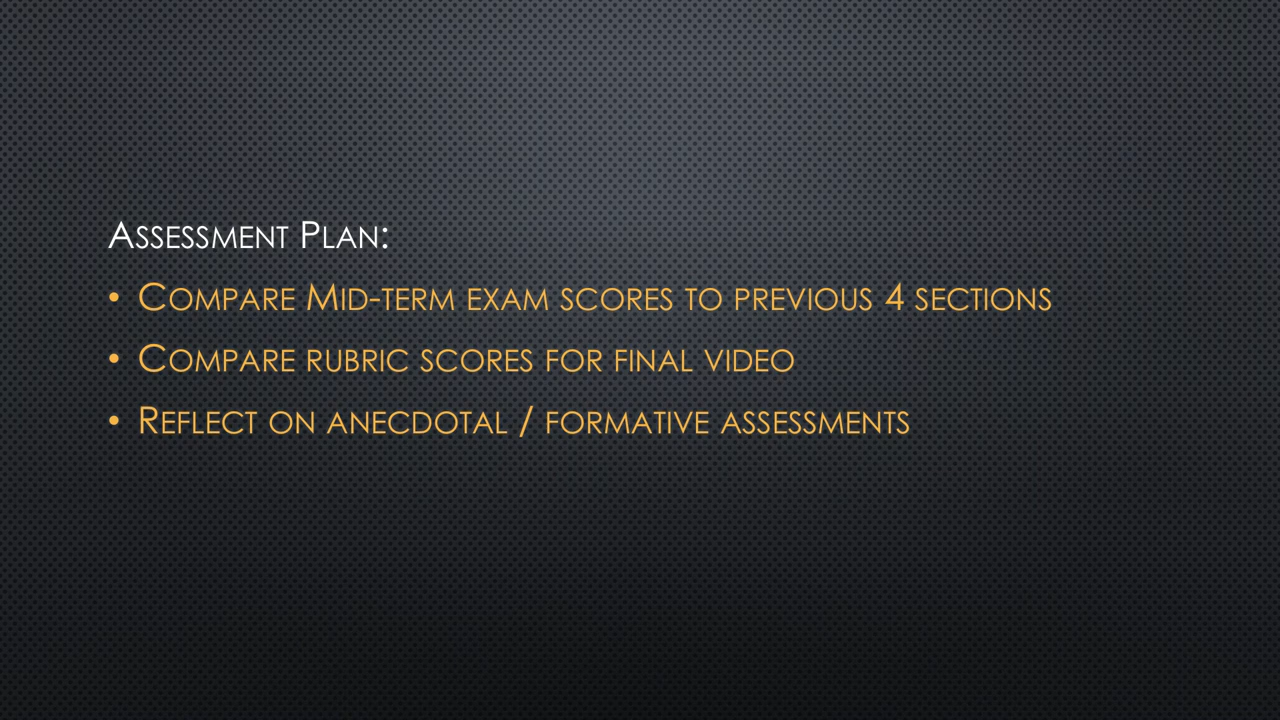 Assessment Plan:
• Compare Mid-term exam scores to previous 4 sections
• Compare rubric scores for final video
• Reflect on anecdotal / formative assessments